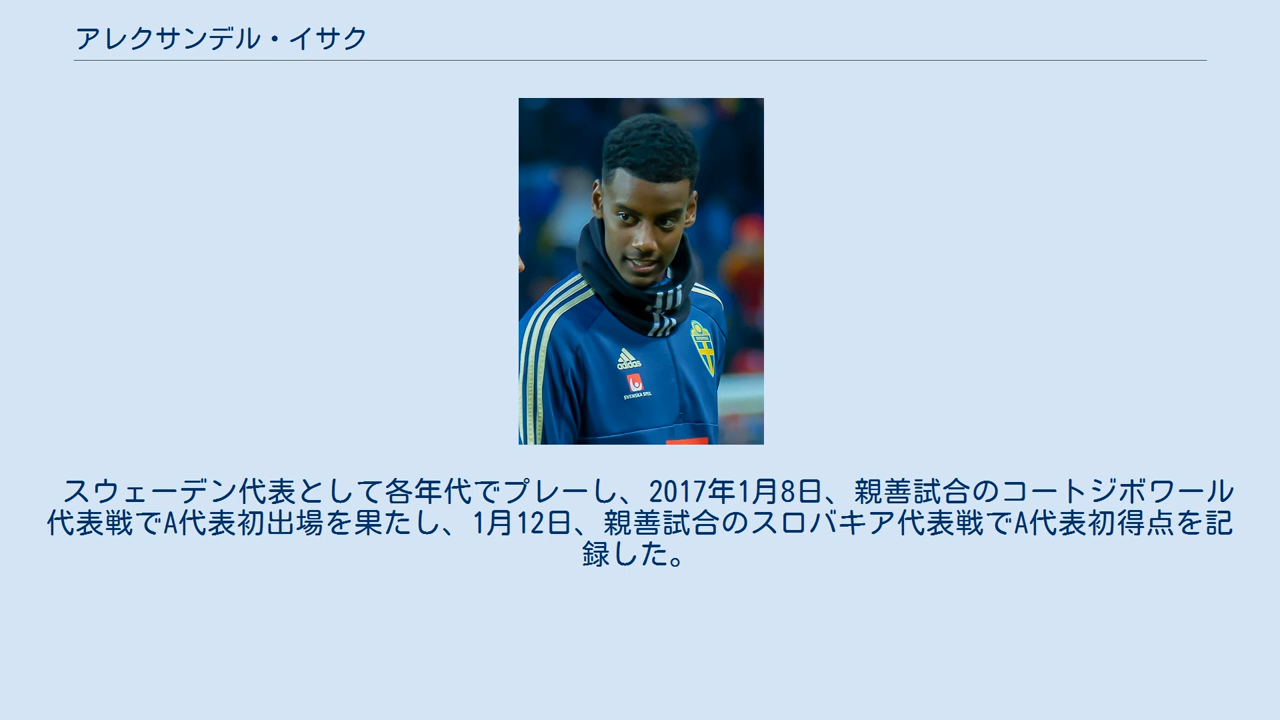 アレクサンデル・イサク
adidas
SVENSKA SPEL
スウェーデン代表として各年代でプレーし、2017年1月8日、親善試合のコートジボワール
代表戦でA代表初出場を果たし、1月12日、親善試合のスロバキア代表戦でA代表初得点を記
録した。